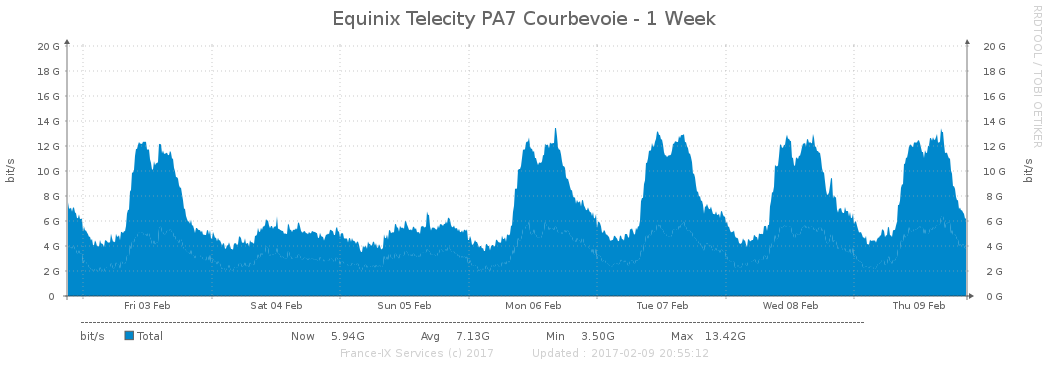 Equinix Telecity PA7 Courbevoie - 1 Week
RRDTOOL / TOBI OETIKER
bit/s
20 G 20 G
18 G 18 G
16 G 16 G
14 G 14 G
12 G 12 G
10 G 10 G
8 G 8 G
6 G 6 G
4 G 4 G
2 G 2 G
0 0 G
bit/s
Fri 03 Feb Sat 04 Feb Sun 05 Feb Mon 06 Feb Tue 07 Feb Wed 08 Feb Thu 09 Feb
bit/s Total Now 5.94G Avg 7.13G Min 3.50G Max 13.42G
France-IX Services (c) 2017 Updated : 2017-02-09 20:55:12